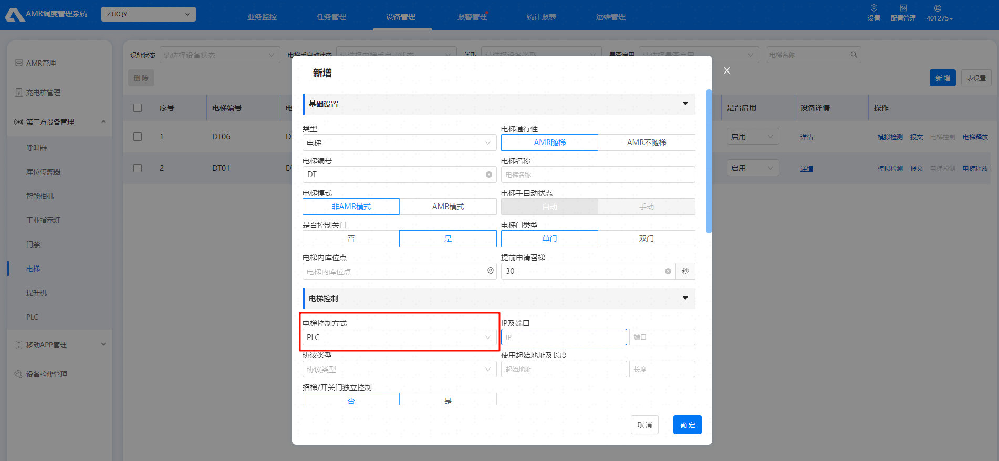 AMR调度管理系统
ZTKQY
业务监控
任务管理
设备管理
报警管理
统计报表
运维管理
设置
配置管理
401275
AMR管理
充电桩管理
第三方设备管理
呼叫器
库位传感器
智能相机
工业指示灯
门禁
电梯
提升机
PLC
移动APP管理
设备检修管理
设备状态
请选择设备状态
电梯手自动状态
请选择电梯手自动状态
类型
请选择设备类型
是否启用
请选择是否启用
电梯名称
删 除
新 增
表设置
序号
电梯编号
电
是否启用
设备详情
操作
1
DT06
启用
详情
模拟检测
报文
电梯控制
电梯释放
2
DT01
启用
详情
模拟检测
报文
电梯控制
电梯释放
新增
X
基础设置
类型
电梯
电梯通行性
AMR随梯
AMR不随梯
电梯编号
DT
电梯名称
电梯名称
电梯模式
非AMR模式
AMR模式
电梯手自动状态
自动
手动
是否控制关门
否
是
电梯门类型
单门
双门
电梯内库位点
电梯内库位点
提前申请召梯
30
秒
电梯控制
电梯控制方式
PLC
IP及端口
IP
端口
协议类型
协议类型
使用起始地址及长度
起始地址
长度
招梯/开关门独立控制
否
是
取 消
确 定